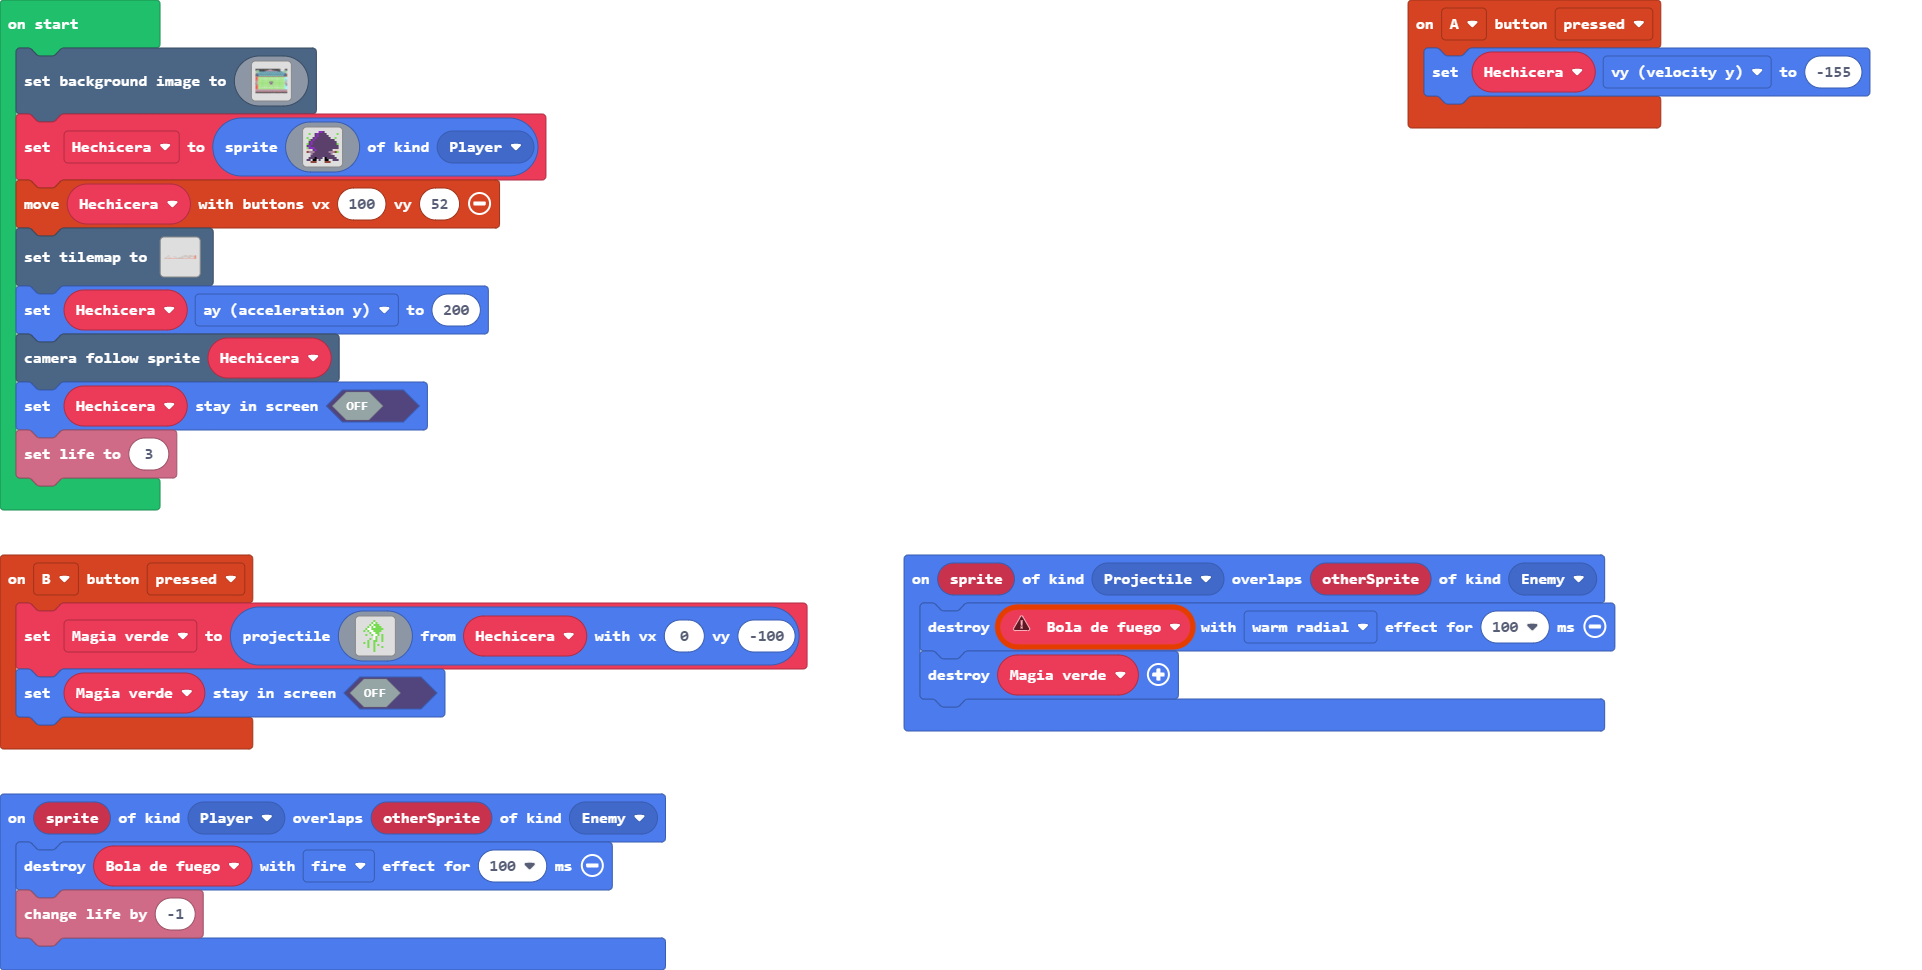 on start
set background image to
set Hechicera to sprite of kind Player
move Hechicera with buttons vx 100 vy 52
set tilemap to
set Hechicera ay (acceleration y) to 200
camera follow sprite Hechicera
set Hechicera stay in screen OFF
set life to 3
on A button pressed
set Hechicera vy (velocity y) to -155
on B button pressed
set Magia verde to projectile from Hechicera with vx 0 vy -100
set Magia verde stay in screen OFF
on sprite of kind Projectile overlaps otherSprite of kind Enemy
destroy Bola de fuego with warm radial effect for 100 ms
destroy Magia verde
on sprite of kind Player overlaps otherSprite of kind Enemy
destroy Bola de fuego with fire effect for 100 ms
change life by -1